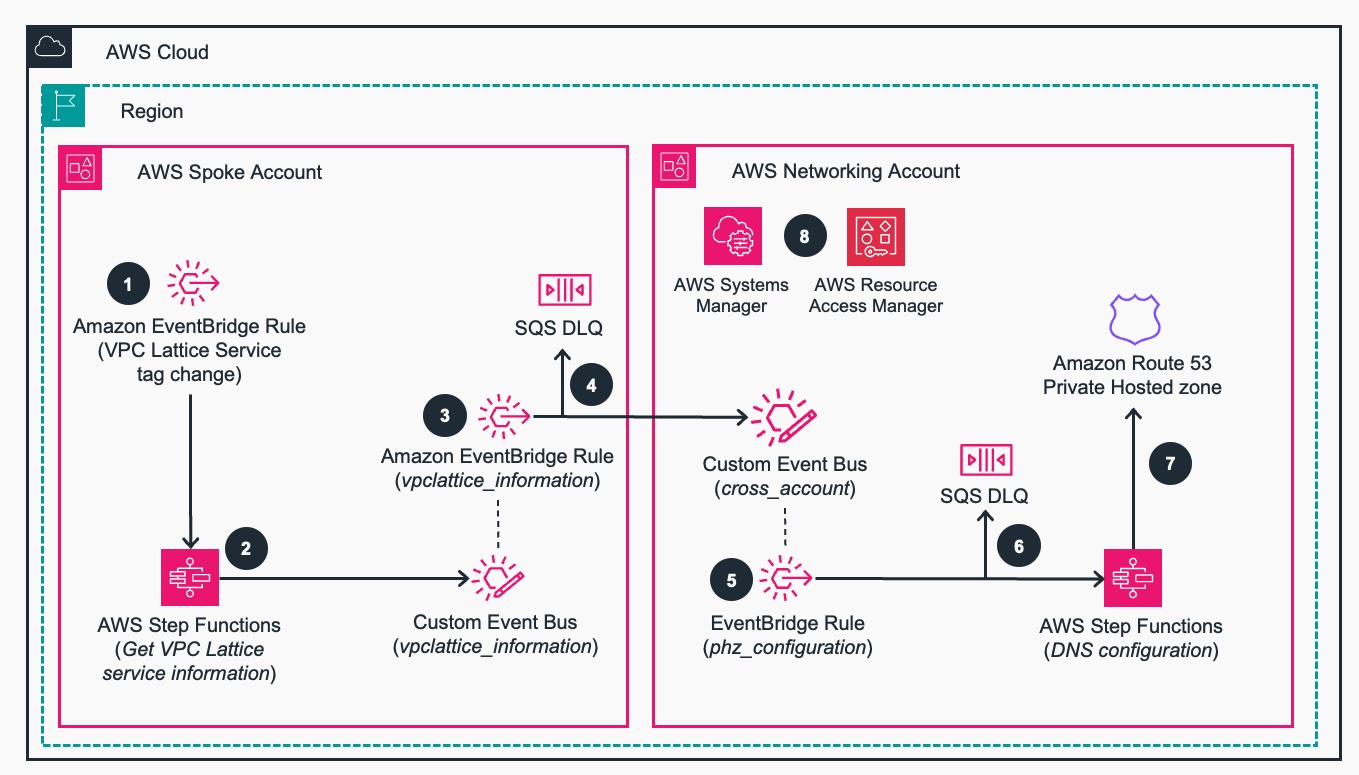 AWS Cloud
Region
AWS Spoke Account
1
Amazon EventBridge Rule
(VPC Lattice Service
tag change)
2
AWS Step Functions
(Get VPC Lattice
service information)
SQS DLQ
4
3
Amazon EventBridge Rule
(vpclattice_information)
Custom Event Bus
(vpclattice_information)
AWS Networking Account
8
AWS Systems
Manager
AWS Resource
Access Manager
Custom Event Bus
(cross_account)
5
EventBridge Rule
(phz_configuration)
SQS DLQ
6
Amazon Route 53
Private Hosted zone
7
AWS Step Functions
(DNS configuration)